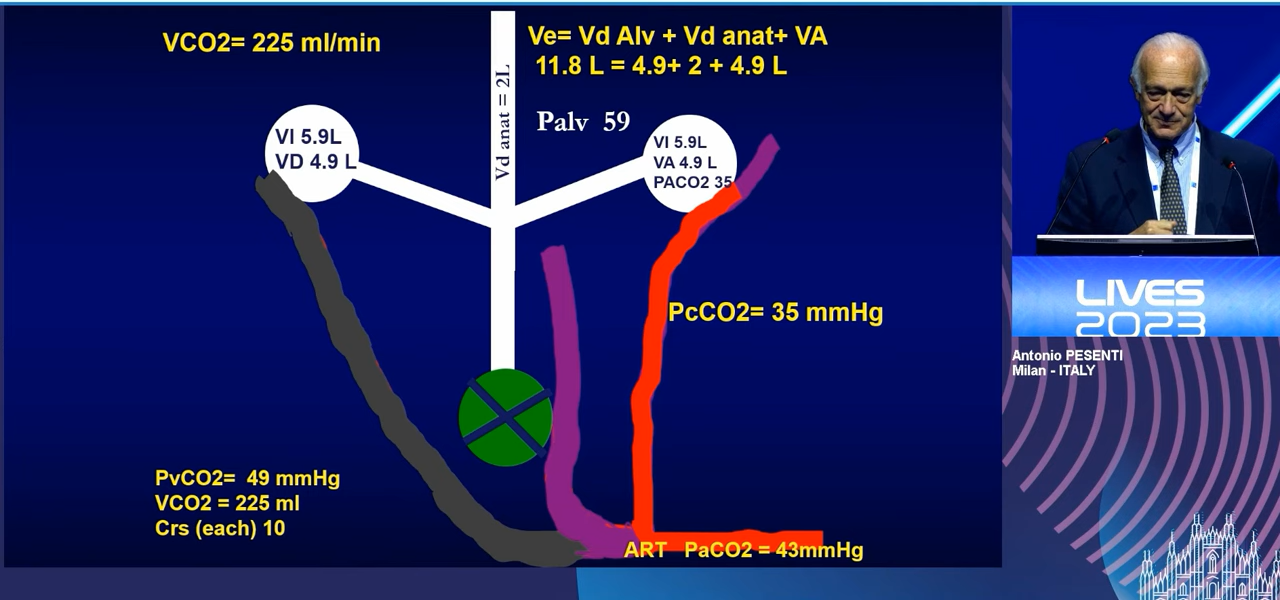 VCO2= 225 ml/min
Ve= Vd Alv + Vd anat+ VA
11.8 L = 4.9+ 2 + 4.9 L
Vd anat = 2L
Palv 59
VI 5.9L
VD 4.9 L
VI 5.9L
VA 4.9 L
PACO2 35
PcCO2= 35 mmHg
PvCO2= 49 mmHg
VCO2 = 225 ml
Crs (each) 10
ART PaCO2 = 43mmHg
LIVES
2023
Antonio PESENTI
Milan - ITALY